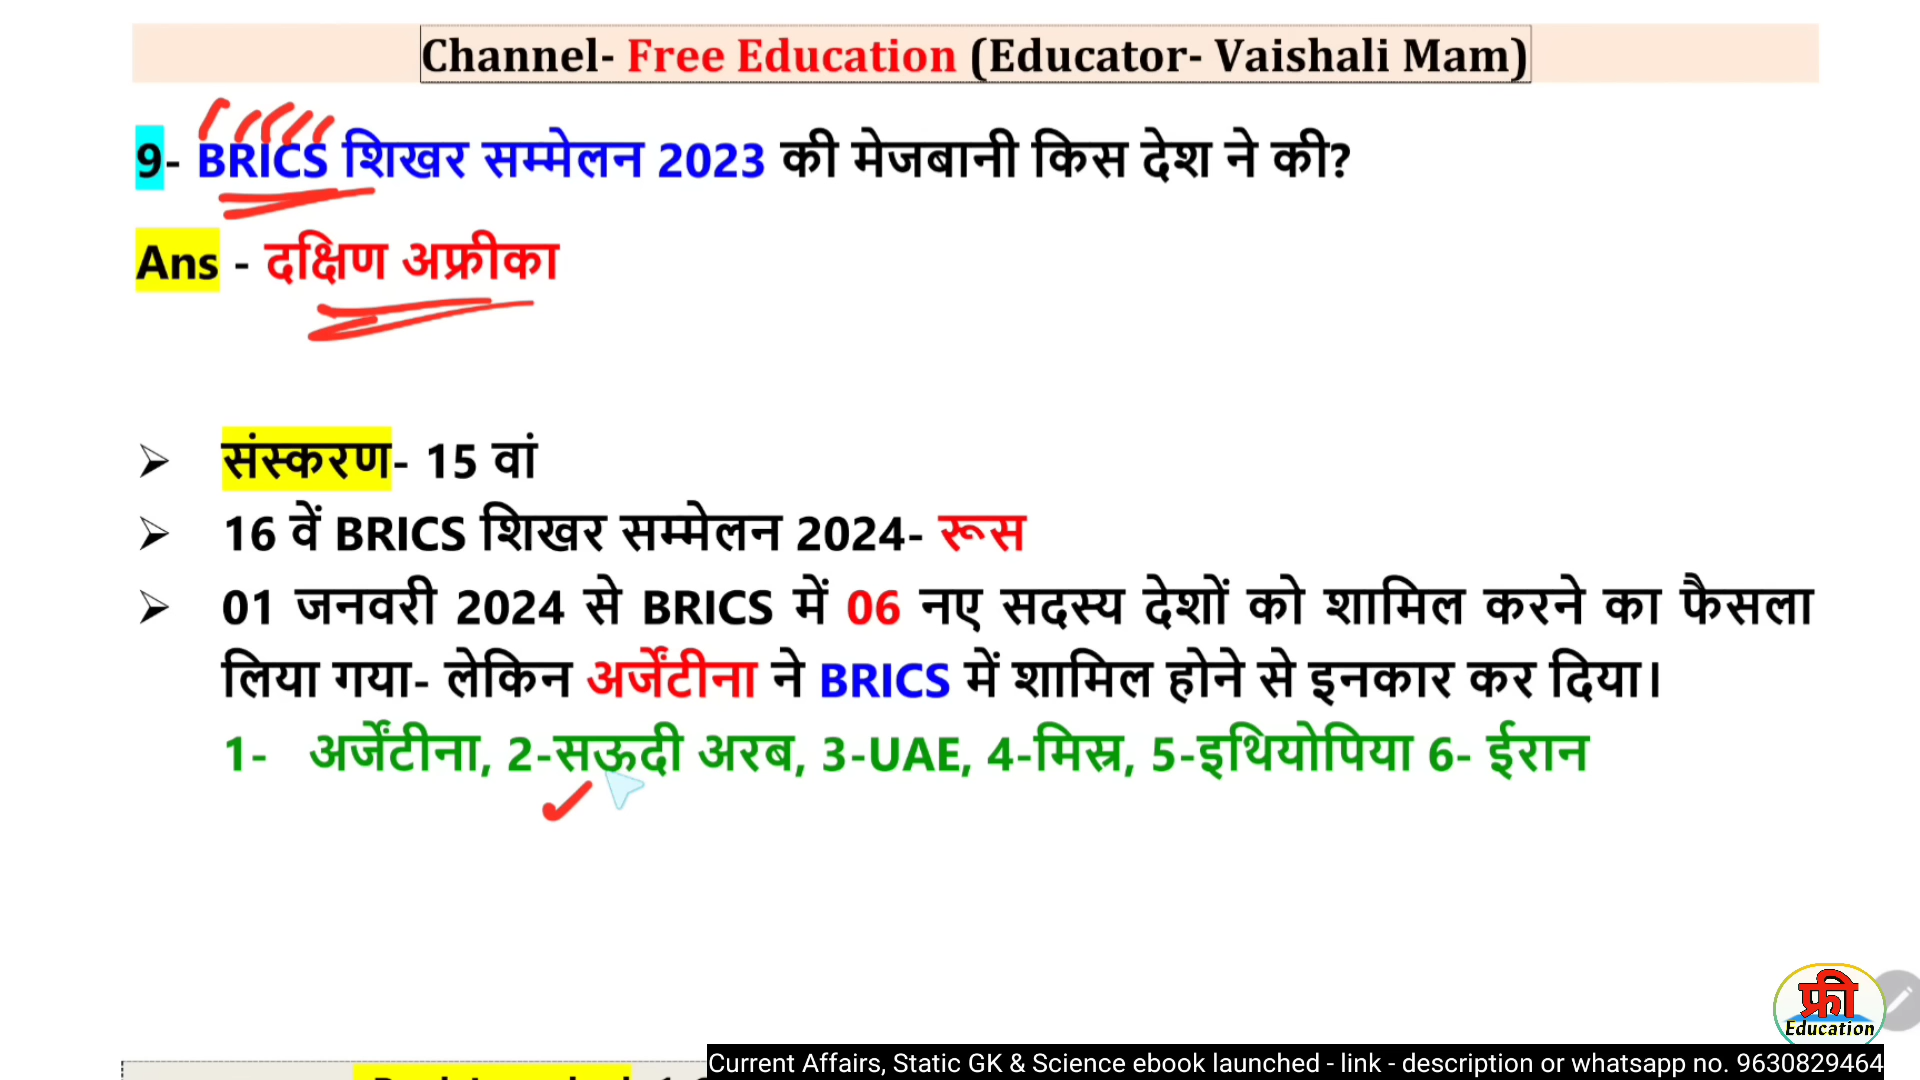 Channel- Free Education (Educator- Vaishali Mam)
9- BRICS शिखर सम्मेलन 2023 की मेजबानी किस देश ने की?
Ans - दक्षिण अफ्रीका
➢ संस्करण- 15 वां
➢ 16 वें BRICS शिखर सम्मेलन 2024- रूस
➢ 01 जनवरी 2024 से BRICS में 06 नए सदस्य देशों को शामिल करने का फैसला
लिया गया- लेकिन अर्जेंटीना ने BRICS में शामिल होने से इनकार कर दिया।
1- अर्जेंटीना, 2-सऊदी अरब, 3-UAE, 4-मिस्र, 5-इथियोपिया 6- ईरान
फ्री
Education
Current Affairs, Static GK & Science ebook launched - link - description or whatsapp no. 9630829464